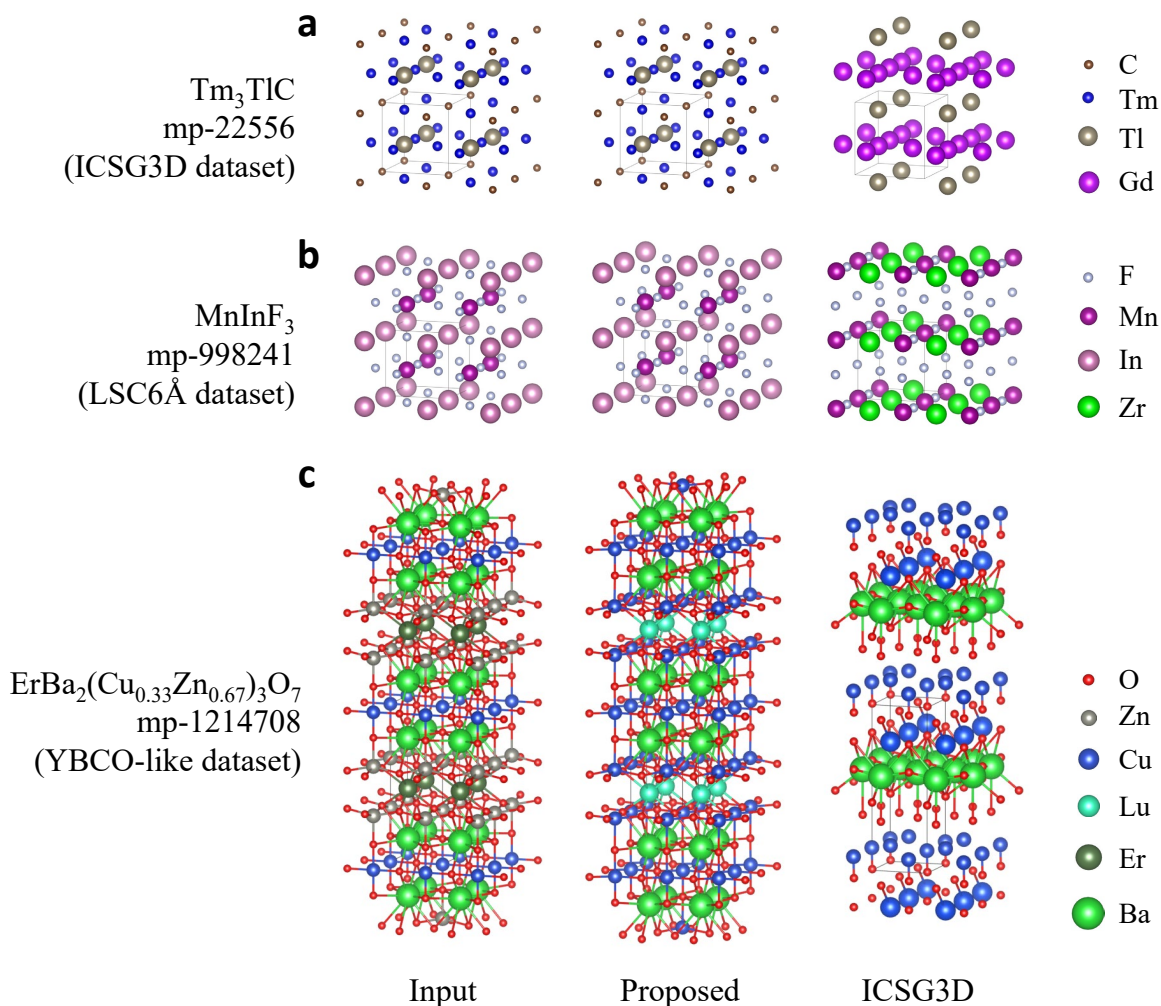 a
Tm₃TlC
mp-22556
(ICSG3D dataset)
C
Tm
Tl
Gd
b
MnInF₃
mp-998241
(LSC6Å dataset)
F
Mn
In
Zr
c
ErBa₂(Cu₀.₃₃Zn₀.₆₇)₃O₇
mp-1214708
(YBCO-like dataset)
O
Zn
Cu
Lu
Er
Ba
Input Proposed ICSG3D